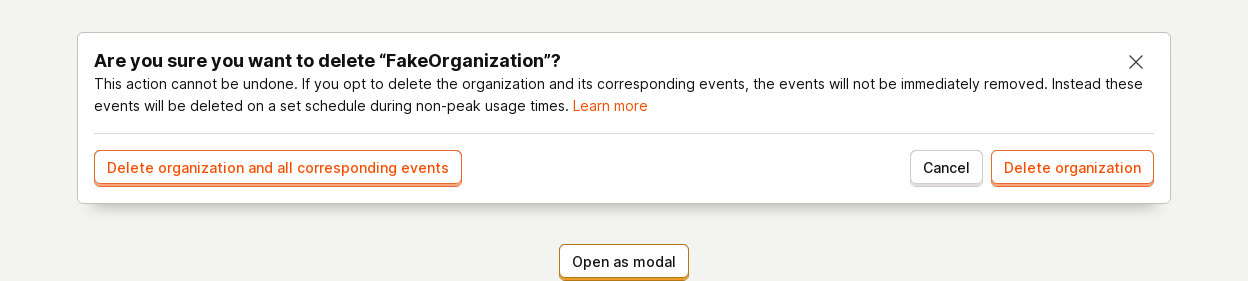 Are you sure you want to delete “FakeOrganization”?
This action cannot be undone. If you opt to delete the organization and its corresponding events, the events will not be immediately removed. Instead these
events will be deleted on a set schedule during non-peak usage times. Learn more
Delete organization and all corresponding events
Cancel
Delete organization
Open as modal